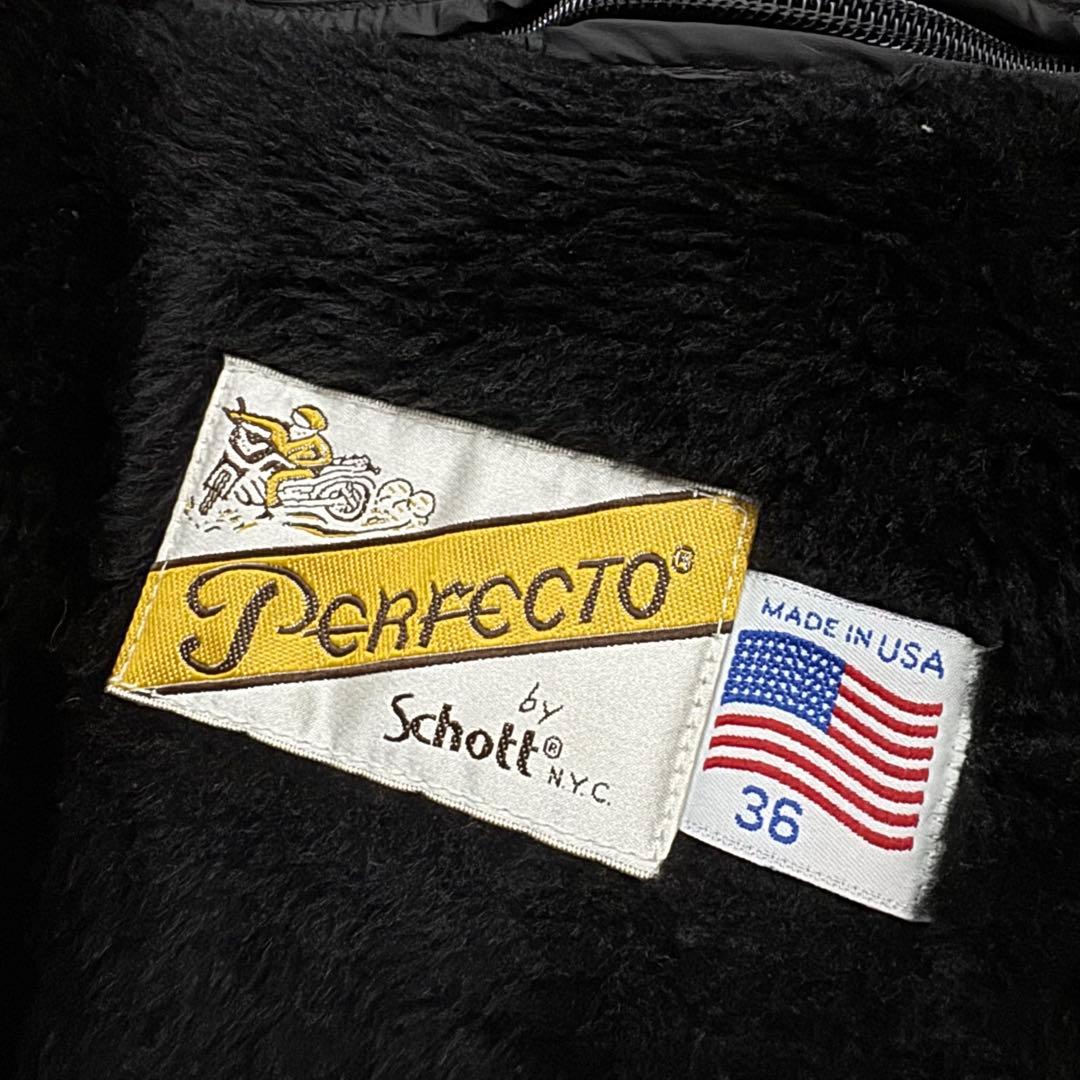 PERFECTO®
by
Schott®
N.Y.C.
MADE IN USA
36